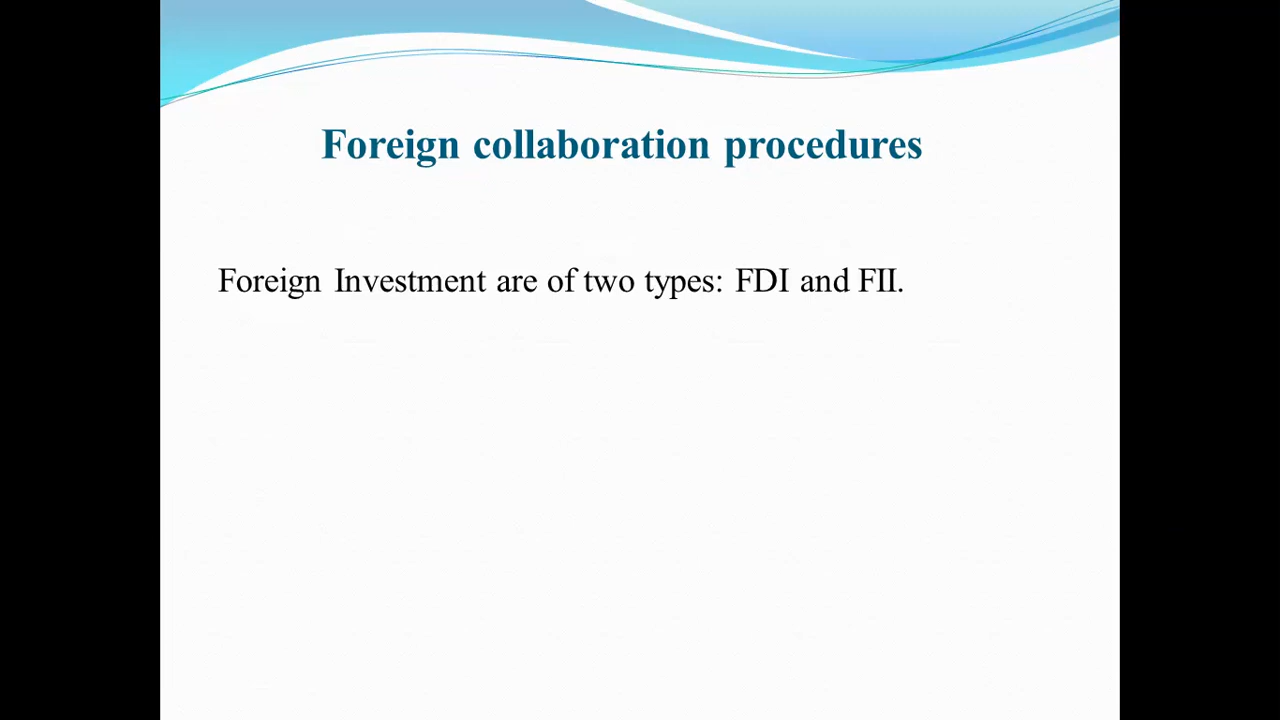 Foreign collaboration procedures
Foreign Investment are of two types: FDI and FII.